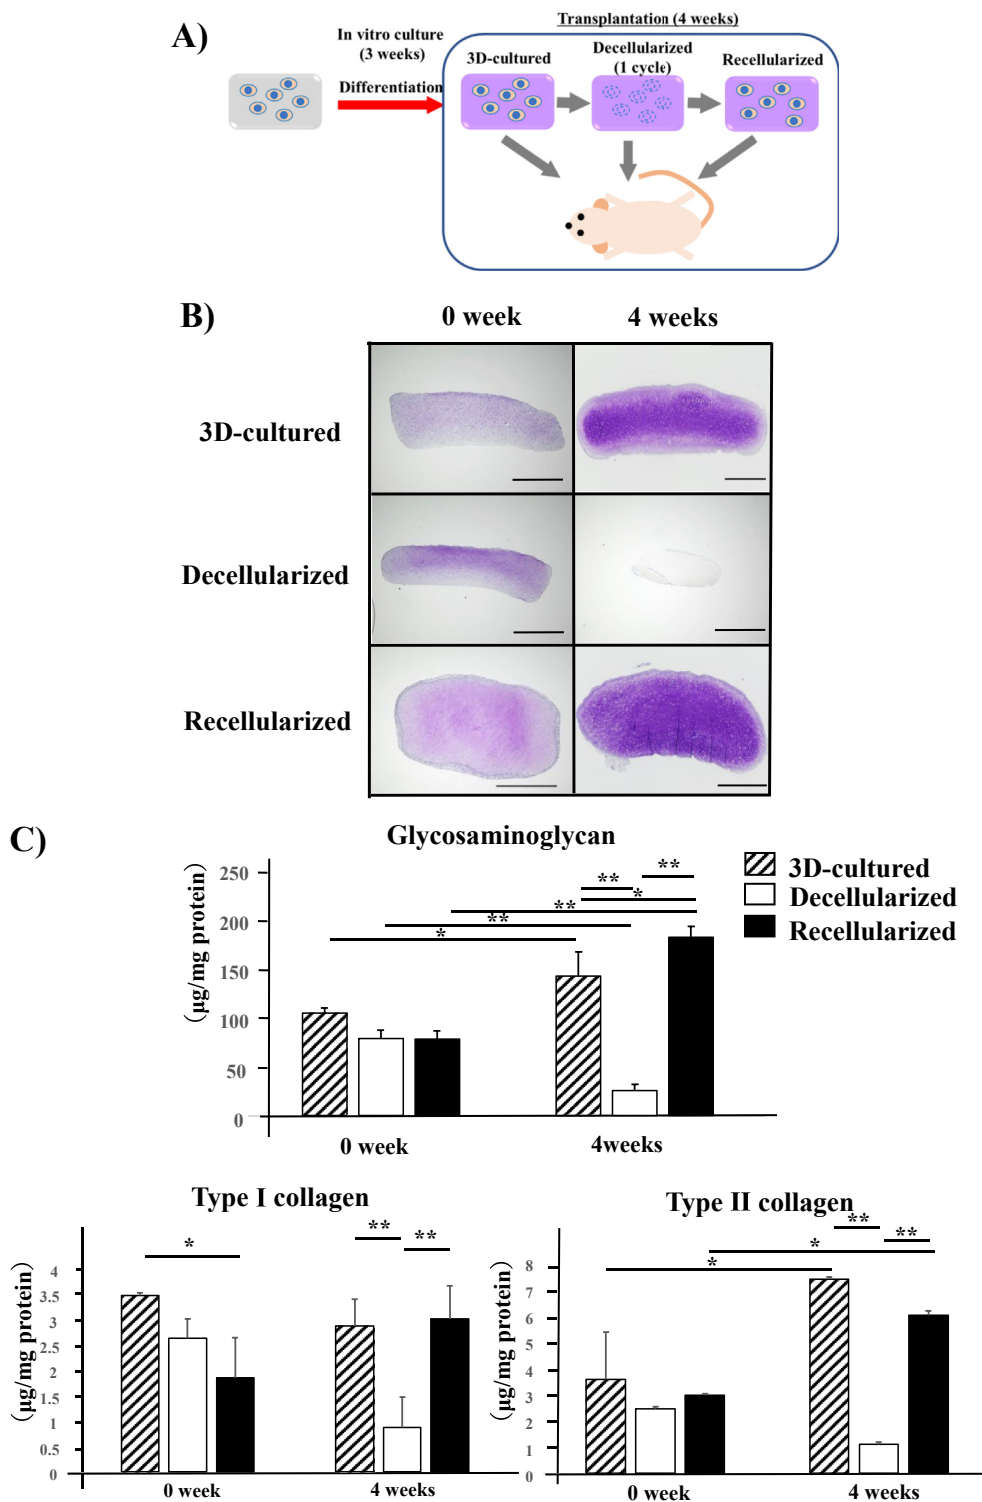 A)
Transplantation (4 weeks)
In vitro culture
(3 weeks)
Differentiation
3D-cultured
Decellularized
(1 cycle)
Recellularized
B)
0 week
4 weeks
3D-cultured
Decellularized
Recellularized
C)
Glycosaminoglycan
(μg/mg protein)
250
200
150
100
50
0
**
**
*
**
**
*
0 week
4weeks
3D-cultured
Decellularized
Recellularized
Type I collagen
(μg/mg protein)
4
3.5
3
2.5
2
1.5
1
0.5
0
*
**
**
0 week
4 weeks
Type II collagen
(μg/mg protein)
8
7
6
5
4
3
2
1
0
**
**
*
*
0 week
4 weeks